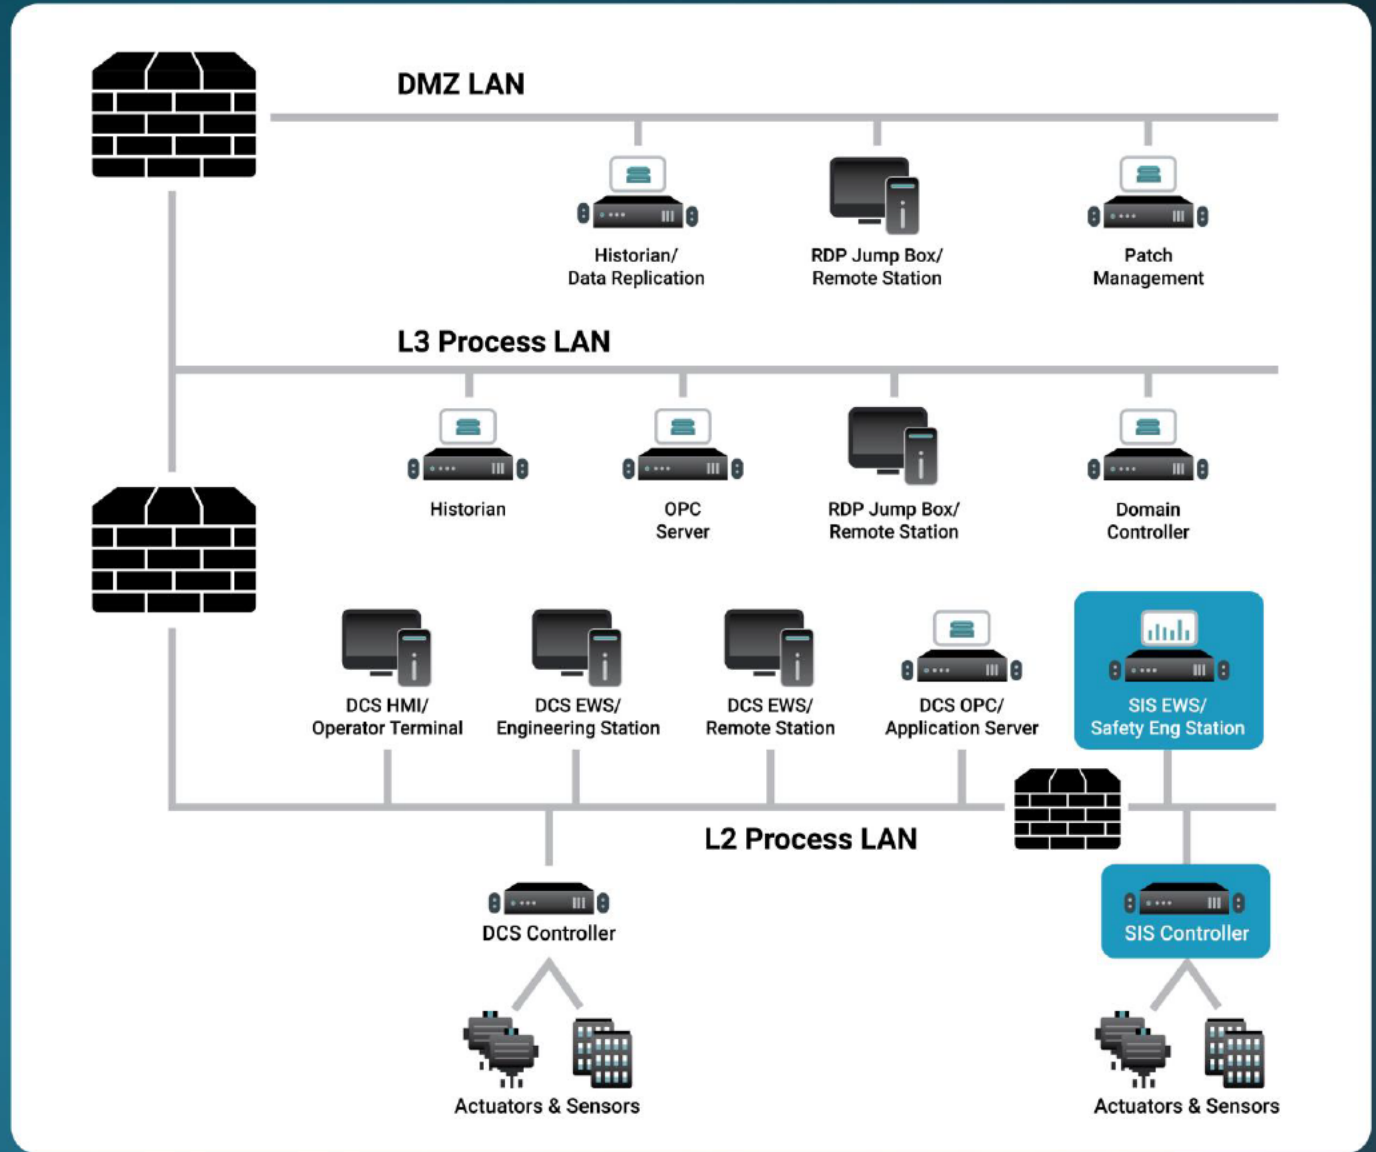 DMZ LAN
Historian/
Data Replication
RDP Jump Box/
Remote Station
Patch
Management
L3 Process LAN
Historian
OPC
Server
RDP Jump Box/
Remote Station
Domain
Controller
DCS HMI/
Operator Terminal
DCS EWS/
Engineering Station
DCS EWS/
Remote Station
DCS OPC/
Application Server
SIS EWS/
Safety Eng Station
L2 Process LAN
DCS Controller
SIS Controller
Actuators & Sensors
Actuators & Sensors